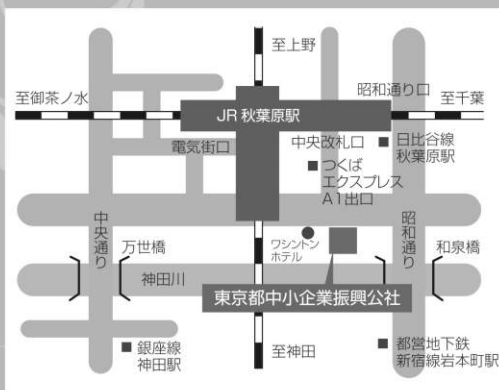 至上野
昭和通り口
至御茶ノ水
至千葉
JR 秋葉原駅
電気街口
中央改札口
日比谷線
秋葉原駅
つくば
エクスプレス
A1出口
中央通り
昭和通り
万世橋
ワシントン
ホテル
和泉橋
神田川
東京都中小企業振興公社
銀座線
神田駅
至神田
都営地下鉄
新宿線岩本町駅